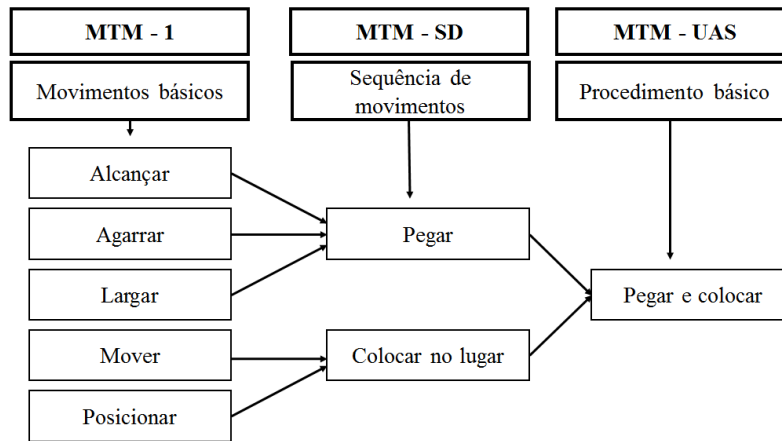 MTM - 1
MTM - SD
MTM - UAS
Movimentos básicos
Sequência de
movimentos
Procedimento básico
Alcançar
Agarrar
Largar
Mover
Posicionar
Pegar
Colocar no lugar
Pegar e colocar